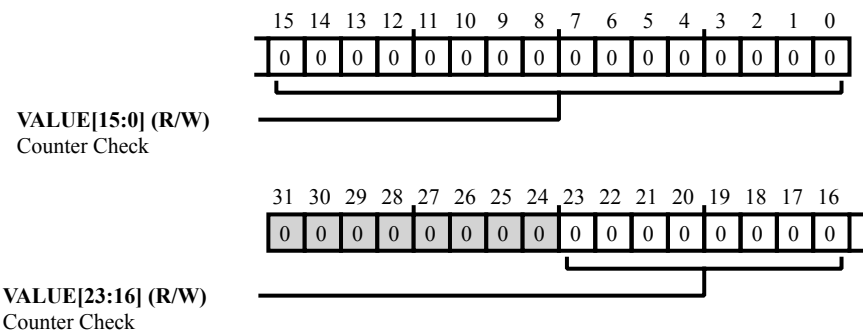 15 14 13 12 11 10 9 8 7 6 5 4 3 2 1 0
0 0 0 0 0 0 0 0 0 0 0 0 0 0 0 0
VALUE[15:0] (R/W)
Counter Check
31 30 29 28 27 26 25 24 23 22 21 20 19 18 17 16
0 0 0 0 0 0 0 0 0 0 0 0 0 0 0 0
VALUE[23:16] (R/W)
Counter Check